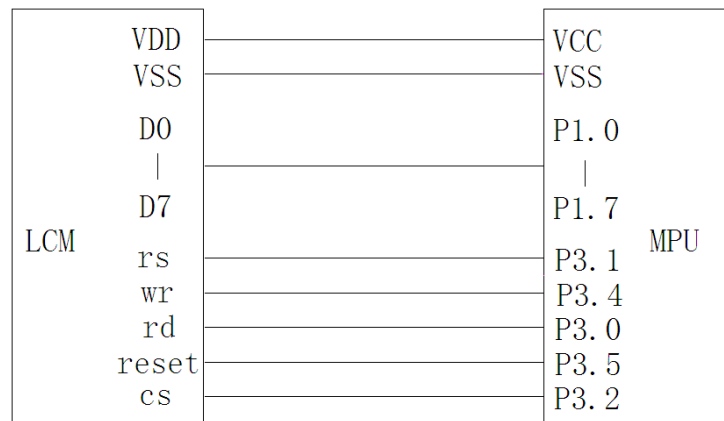 VDD VCC
VSS VSS
D0 P1.0
D7 P1.7
LCM MPU
rs P3.1
wr P3.4
rd P3.0
reset P3.5
cs P3.2